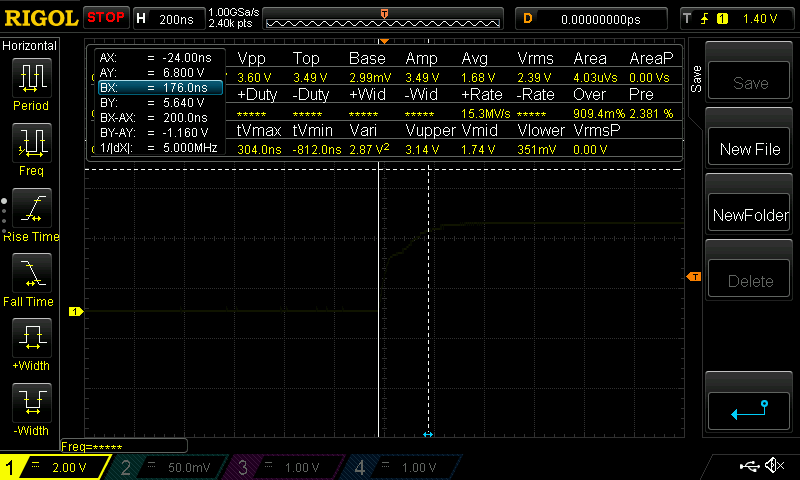 RIGOL STOP H 200ns 1.00GSa/s 2.40k pts T D 0.00000000ps T 1 1.40 V
Horizontal
Period
Freq
Rise Time
Fall Time
+Width
-Width
AX: = -24.00ns
AY: = 6.800 V
BX: = 176.0ns
BY: = 5.640 V
BX-AX: = 200.0ns
BY-AY: = -1.160 V
1/|dX|: = 5.000MHz
Vpp Top Base Amp Avg Vrms Area AreaP
3.60 V 3.49 V 2.99mV 3.49 V 1.68 V 2.39 V 4.03uVs 0.00 Vs
+Duty -Duty +Wid -Wid +Rate -Rate Over Pre
***** ***** ***** ***** 15.3MV/s ***** 909.4m% 2.381 %
tVmax tVmin Vari Vupper Vmid Vlower VrmsP
304.0ns -812.0ns 2.87 V² 3.14 V 1.74 V 351mV 0.00 V
T
1
Freq=*****
Save
Save
New File
NewFolder
Delete
1 = 2.00 V 2 = 50.0mV 3 = 1.00 V 4 = 1.00 V